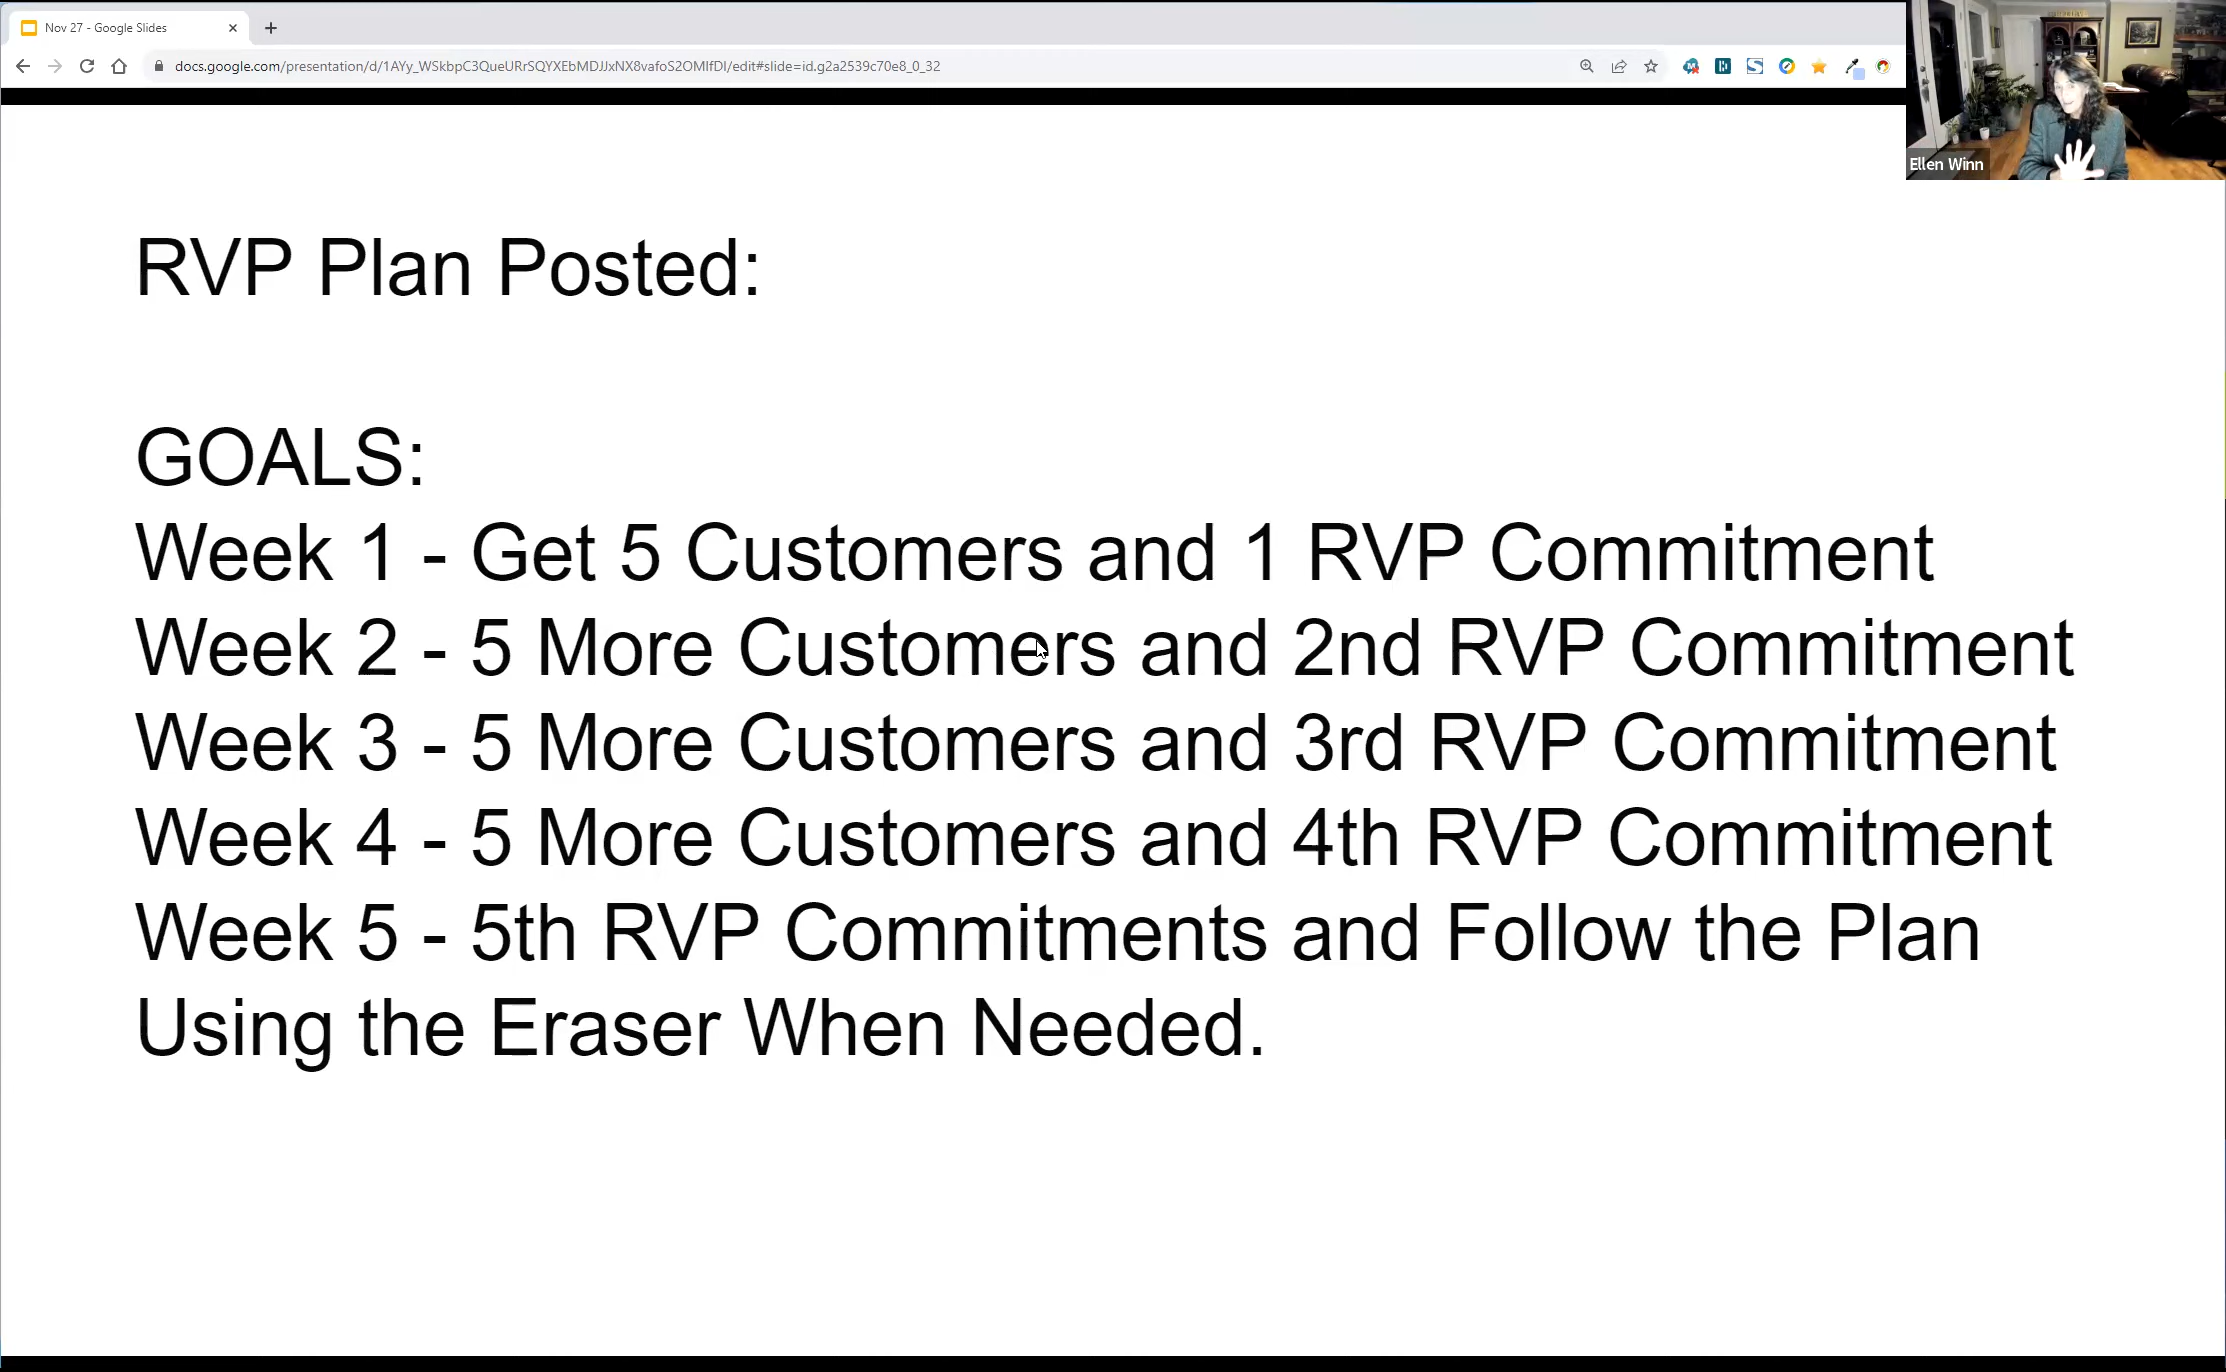 Nov 27 - Google Slides
docs.google.com/presentation/d/1AYy_WSkbpC3QueURrSQYXEbMDJJxNX8vafoS2OMIfDI/edit#slide=id.g2a2539c70e8_0_32
Ellen Winn
RVP Plan Posted:
GOALS:
Week 1 - Get 5 Customers and 1 RVP Commitment
Week 2 - 5 More Customers and 2nd RVP Commitment
Week 3 - 5 More Customers and 3rd RVP Commitment
Week 4 - 5 More Customers and 4th RVP Commitment
Week 5 - 5th RVP Commitments and Follow the Plan
Using the Eraser When Needed.